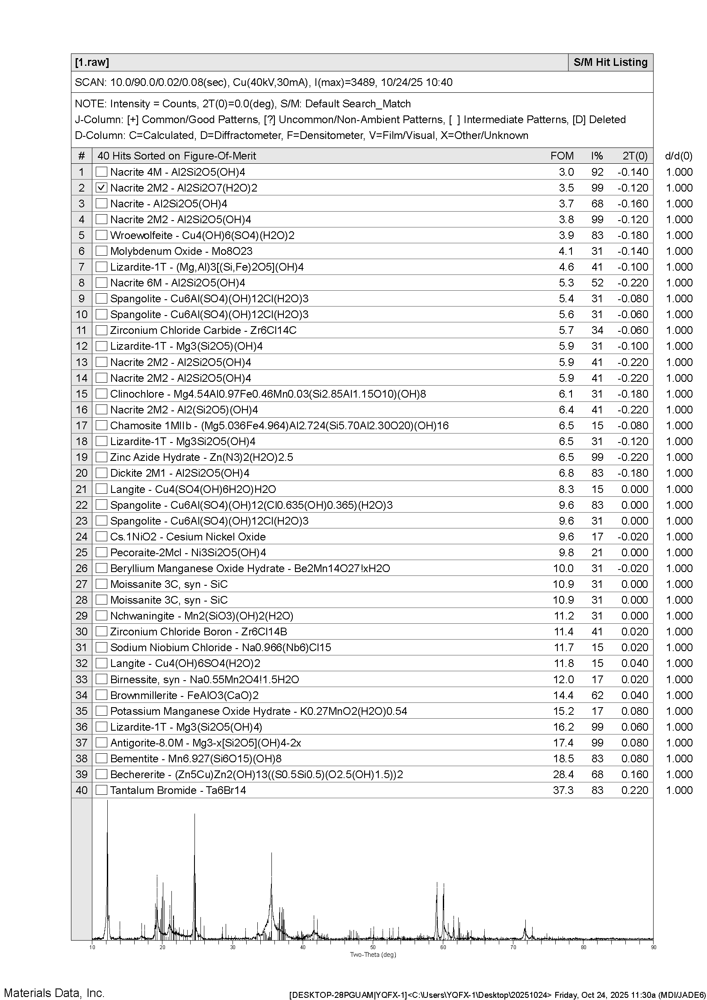 [1.raw] S/M Hit Listing
SCAN: 10.0/90.0/0.02/0.08(sec), Cu(40kV,30mA), I(max)=3489, 10/24/25 10:40
NOTE: Intensity = Counts, 2T(0)=0.0(deg), S/M: Default Search_Match
J-Column: [+] Common/Good Patterns, [?] Uncommon/Non-Ambient Patterns, [ ] Intermediate Patterns, [D] Deleted
D-Column: C=Calculated, D=Diffractometer, F=Densitometer, V=Film/Visual, X=Other/Unknown
# 40 Hits Sorted on Figure-Of-Merit FOM I% 2T(0) d/d(0)
1 Nacrite 4M - Al2Si2O5(OH)4 3.0 92 -0.140 1.000
2 Nacrite 2M2 - Al2Si2O7(H2O)2 3.5 99 -0.120 1.000
3 Nacrite - Al2Si2O5(OH)4 3.7 68 -0.160 1.000
4 Nacrite 2M2 - Al2Si2O5(OH)4 3.8 99 -0.120 1.000
5 Wroewolfeite - Cu4(OH)6(SO4)(H2O)2 3.9 83 -0.180 1.000
6 Molybdenum Oxide - Mo8O23 4.1 31 -0.140 1.000
7 Lizardite-1T - (Mg,Al)3[(Si,Fe)2O5](OH)4 4.6 41 -0.100 1.000
8 Nacrite 6M - Al2Si2O5(OH)4 5.3 52 -0.220 1.000
9 Spangolite - Cu6Al(SO4)(OH)12Cl(H2O)3 5.4 31 -0.080 1.000
10 Spangolite - Cu6Al(SO4)(OH)12Cl(H2O)3 5.6 31 -0.060 1.000
11 Zirconium Chloride Carbide - Zr6Cl14C 5.7 34 -0.060 1.000
12 Lizardite-1T - Mg3(Si2O5)(OH)4 5.9 31 -0.100 1.000
13 Nacrite 2M2 - Al2Si2O5(OH)4 5.9 41 -0.220 1.000
14 Nacrite 2M2 - Al2Si2O5(OH)4 5.9 41 -0.220 1.000
15 Clinochlore - Mg4.54Al0.97Fe0.46Mn0.03(Si2.85Al1.15O10)(OH)8 6.1 31 -0.180 1.000
16 Nacrite 2M2 - Al2(Si2O5)(OH)4 6.4 41 -0.220 1.000
17 Chamosite 1MIIb - (Mg5.036Fe4.964)Al2.724(Si5.70Al2.30O20)(OH)16 6.5 15 -0.080 1.000
18 Lizardite-1T - Mg3Si2O5(OH)4 6.5 31 -0.120 1.000
19 Zinc Azide Hydrate - Zn(N3)2(H2O)2.5 6.5 99 -0.220 1.000
20 Dickite 2M1 - Al2Si2O5(OH)4 6.8 83 -0.180 1.000
21 Langite - Cu4(SO4(OH)6H2O)H2O 8.3 15 0.000 1.000
22 Spangolite - Cu6Al(SO4)(OH)12(Cl0.635(OH)0.365)(H2O)3 9.6 83 0.000 1.000
23 Spangolite - Cu6Al(SO4)(OH)12Cl(H2O)3 9.6 31 0.000 1.000
24 Cs.1NiO2 - Cesium Nickel Oxide 9.6 17 -0.020 1.000
25 Pecoraite-2Mcl - Ni3Si2O5(OH)4 9.8 21 0.000 1.000
26 Beryllium Manganese Oxide Hydrate - Be2Mn14O27!xH2O 10.0 31 -0.020 1.000
27 Moissanite 3C, syn - SiC 10.9 31 0.000 1.000
28 Moissanite 3C, syn - SiC 10.9 31 0.000 1.000
29 Nchwaningite - Mn2(SiO3)(OH)2(H2O) 11.2 31 0.000 1.000
30 Zirconium Chloride Boron - Zr6Cl14B 11.4 41 0.020 1.000
31 Sodium Niobium Chloride - Na0.966(Nb6)Cl15 11.7 15 0.020 1.000
32 Langite - Cu4(OH)6SO4(H2O)2 11.8 15 0.040 1.000
33 Birnessite, syn - Na0.55Mn2O4!1.5H2O 12.0 17 0.020 1.000
34 Brownmillerite - FeAlO3(CaO)2 14.4 62 0.040 1.000
35 Potassium Manganese Oxide Hydrate - K0.27MnO2(H2O)0.54 15.2 17 0.080 1.000
36 Lizardite-1T - Mg3(Si2O5(OH)4) 16.2 99 0.060 1.000
37 Antigorite-8.0M - Mg3-x[Si2O5](OH)4-2x 17.4 99 0.080 1.000
38 Bementite - Mn6.927(Si6O15)(OH)8 18.5 83 0.080 1.000
39 Bechererite - (Zn5Cu)Zn2(OH)13((S0.5Si0.5)(O2.5(OH)1.5))2 28.4 68 0.160 1.000
40 Tantalum Bromide - Ta6Br14 37.3 83 0.220 1.000
10 20 30 40 50 60 70 80 90
Two-Theta (deg)
Materials Data, Inc. [DESKTOP-28PGUAM|YQFX-1]<C:\Users\YQFX-1\Desktop\20251024> Friday, Oct 24, 2025 11:30a (MDI/JADE6)